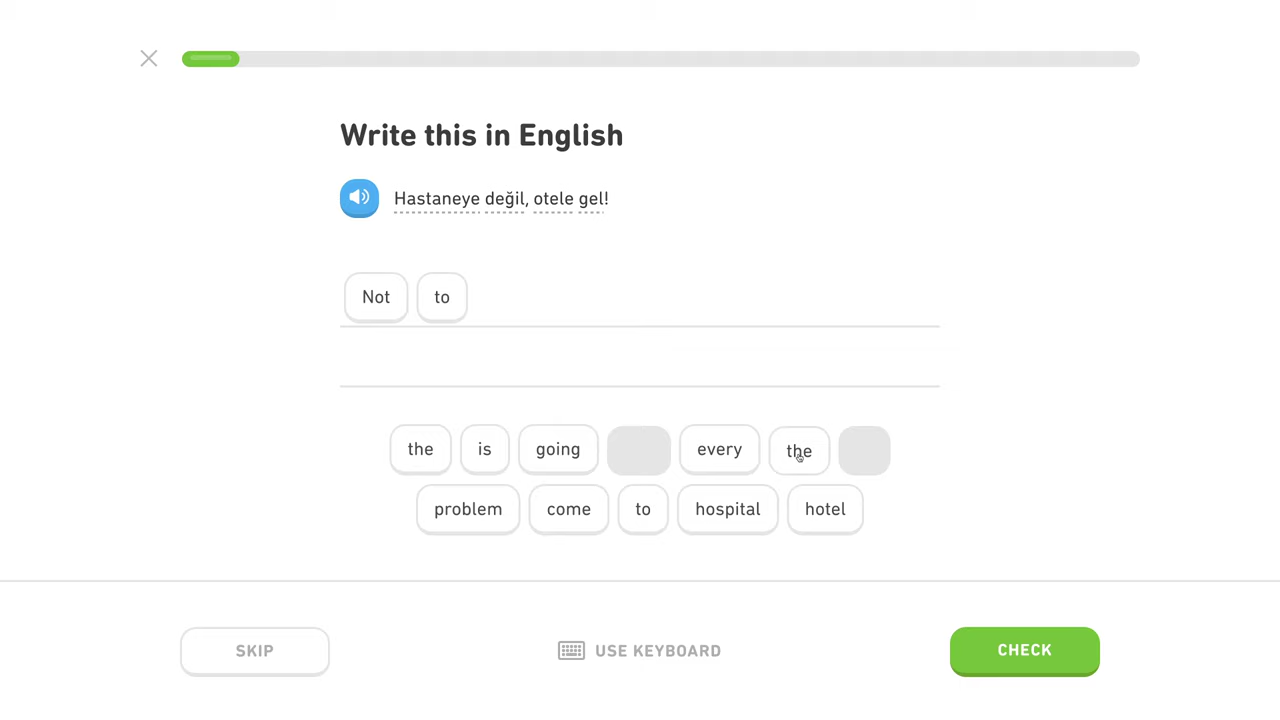 Write this in English
Hastaneye değil, otele gel!
Not to
the is going every the
problem come to hospital hotel
SKIP USE KEYBOARD CHECK